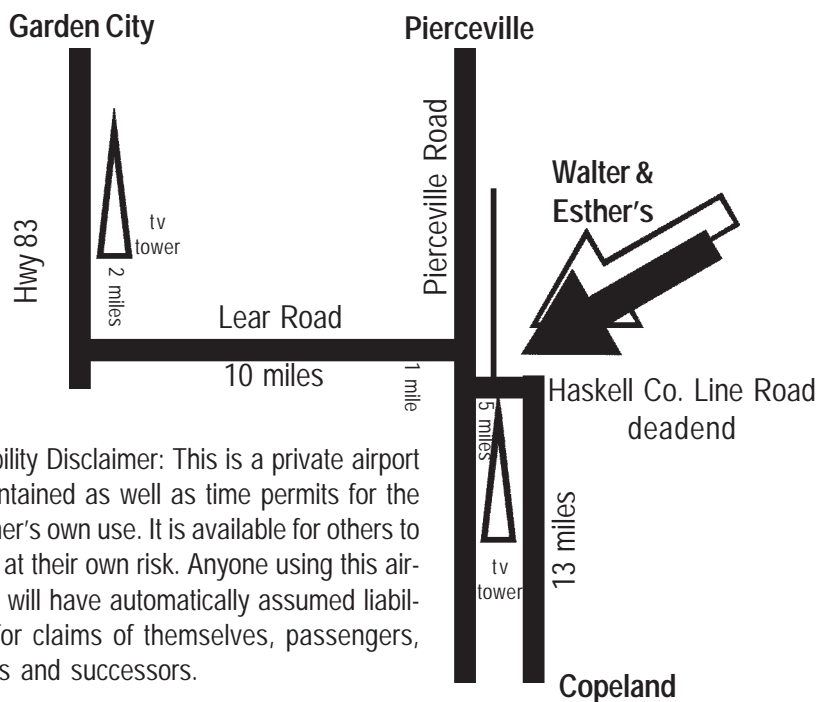 Garden City
Pierceville
Hwy 83
tv
tower
2 miles
Pierceville Road
Walter &
Esther's
Lear Road
10 miles
1 mile
Haskell Co. Line Road
deadend
5 miles
tv
tower
13 miles
Copeland
bility Disclaimer: This is a private airport
ntained as well as time permits for the
ner's own use. It is available for others to
at their own risk. Anyone using this air-
will have automatically assumed liabil-
for claims of themselves, passengers,
s and successors.